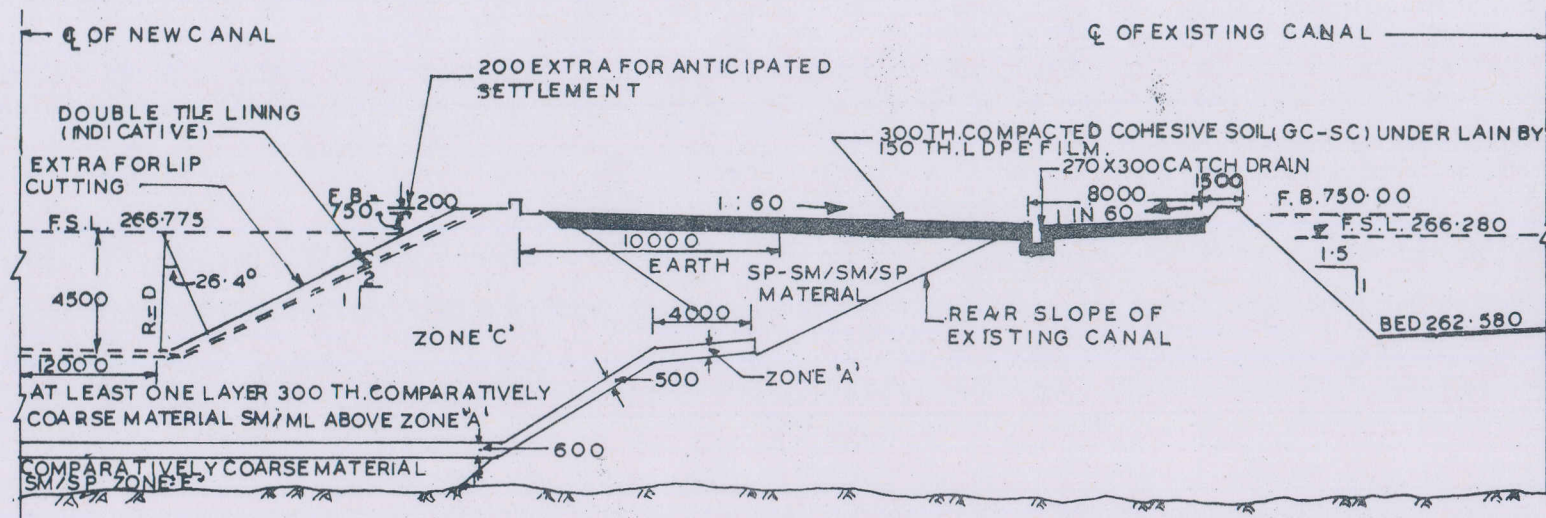 ℄ OF NEW CANAL
℄ OF EXISTING CANAL
200 EXTRA FOR ANTICIPATED
SETTLEMENT
DOUBLE TILE LINING
(INDICATIVE)
300 TH. COMPACTED COHESIVE SOIL (GC-SC) UNDER LAIN BY
150 TH. LDPE FILM.
EXTRA FOR LIP
CUTTING
270 X 300 CATCH DRAIN
1500
8000
F.B.=
750
1200
1:60
1 IN 60
F.B. 750.00
F.S.L. 266.775
F.S.L. 266.280
10000
EARTH
SP-SM/SM/SP
MATERIAL
1.5
1
26.4°
2
1
4500
R=D
4000
REAR SLOPE OF
EXISTING CANAL
BED 262.580
ZONE 'C'
12000
500
ZONE 'A'
AT LEAST ONE LAYER 300 TH. COMPARATIVELY
COARSE MATERIAL SM/ML ABOVE ZONE 'A'
600
COMPARATIVELY COARSE MATERIAL
SM/SP ZONE 'E'